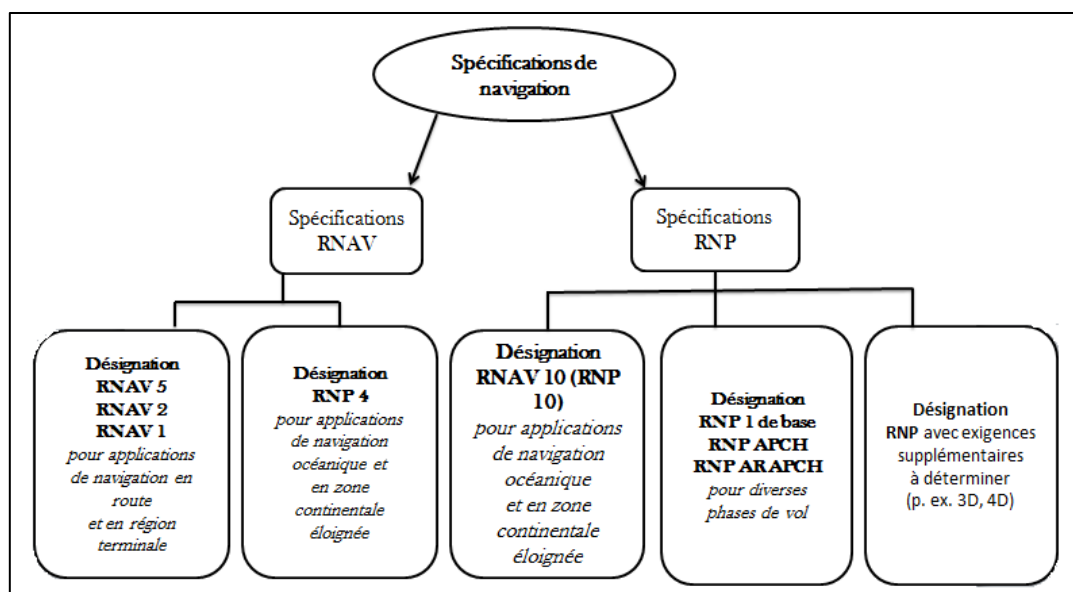 Spécifications de
navigation
Spécifications
RNAV
Spécifications
RNP
Désignation
RNAV 5
RNAV 2
RNAV 1
pour applications
de navigation en
route
et en région
terminale
Désignation
RNP 4
pour applications
de navigation
océanique et
en zone
continentale
éloignée
Désignation
RNAV 10 (RNP
10)
pour applications
de navigation
océanique
et en zone
continentale
éloignée
Désignation
RNP 1 de base
RNP APCH
RNP AR APCH
pour diverses
phases de vol
Désignation
RNP avec exigences
supplémentaires
à déterminer
(p. ex. 3D, 4D)